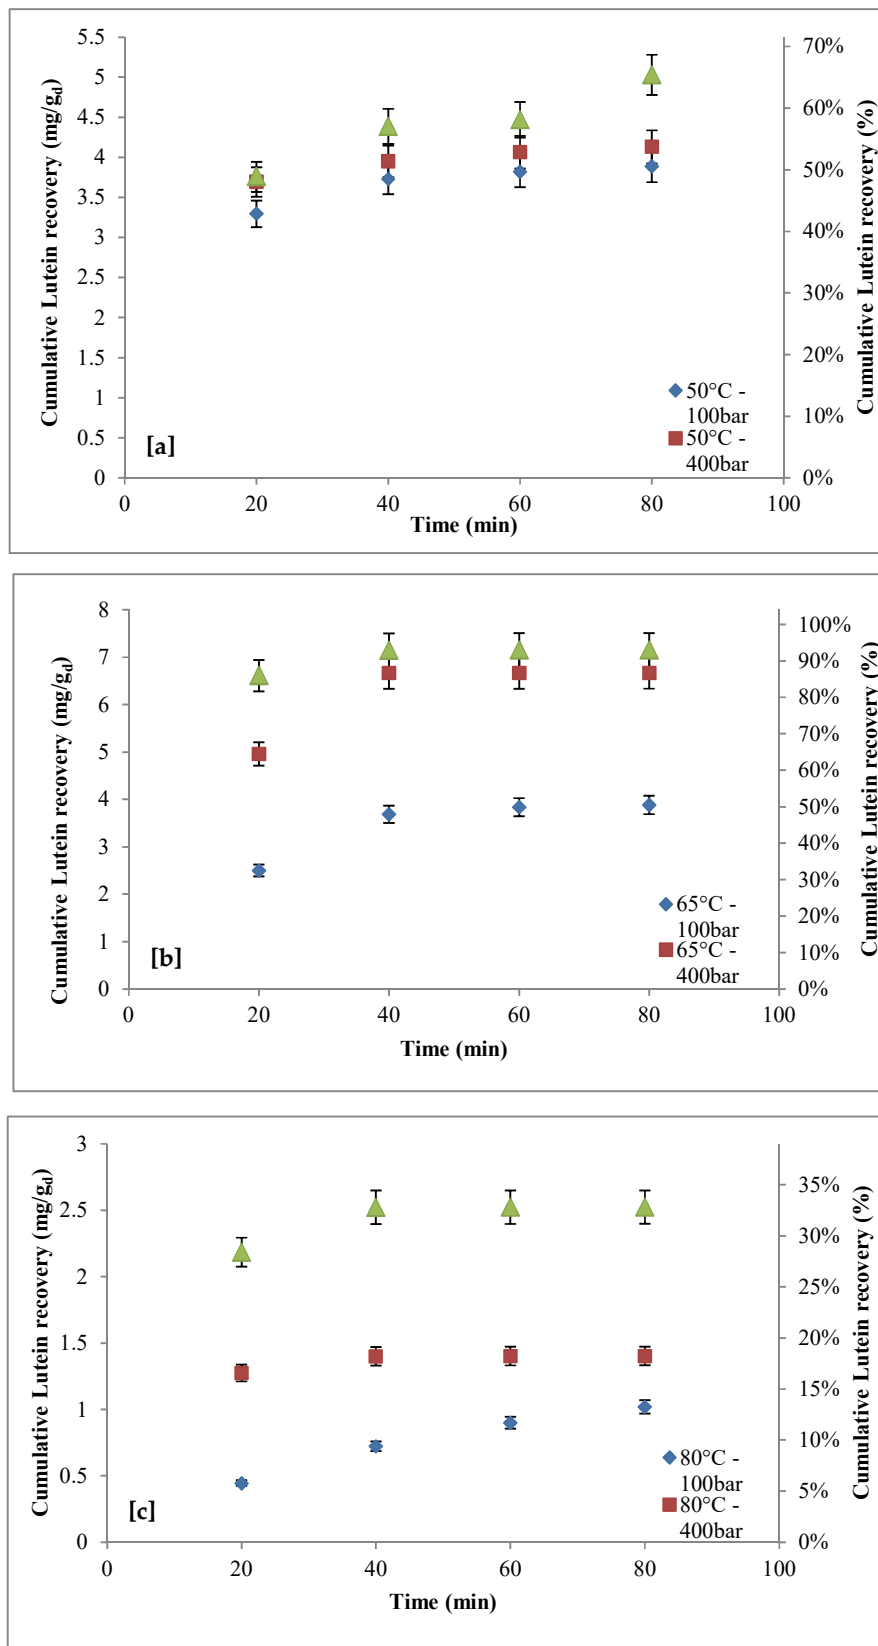 Cumulative Lutein recovery (mg/gd)
5.5
5
4.5
4
3.5
3
2.5
2
1.5
1
0.5
0
70%
60%
50%
40%
30%
20%
10%
0%
Cumulative Lutein recovery (%)
50°C -
100bar
50°C -
400bar
[a]
0 20 40 60 80 100
Time (min)
Cumulative Lutein recovery (mg/gd)
8
7
6
5
4
3
2
1
0
100%
90%
80%
70%
60%
50%
40%
30%
20%
10%
0%
Cumulative Lutein recovery (%)
65°C -
100bar
65°C -
400bar
[b]
0 20 40 60 80 100
Time (min)
Cumulative Lutein recovery (mg/gd)
3
2.5
2
1.5
1
0.5
0
35%
30%
25%
20%
15%
10%
5%
0%
Cumulative Lutein recovery (%)
80°C -
100bar
80°C -
400bar
[c]
0 20 40 60 80 100
Time (min)